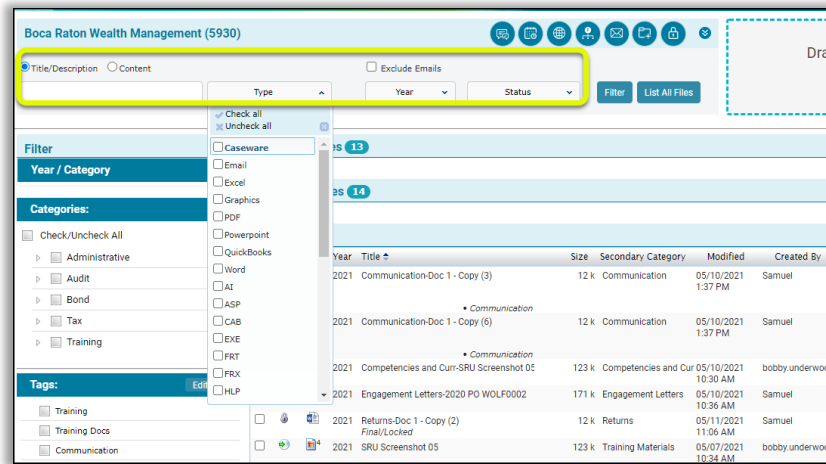 Boca Raton Wealth Management (5930)
Dra
Title/Description Content Exclude Emails
Type Year Status Filter List All Files
Check all
Uncheck all
Filter
es 13
Year / Category
es 14
Categories:
Check/Uncheck All
Administrative
Audit
Bond
Tax
Training
Tags:
Edit
Training
Training Docs
Communication
Caseware
Email
Excel
Graphics
PDF
Powerpoint
QuickBooks
Word
AI
ASP
CAB
EXE
FRT
FRX
HLP
Year Title Size Secondary Category Modified Created By
2021 Communication-Doc 1 - Copy (3) 12 k Communication 05/10/2021 1:37 PM Samuel
• Communication
2021 Communication-Doc 1 - Copy (6) 12 k Communication 05/10/2021 1:37 PM Samuel
• Communication
2021 Competencies and Curr-SRU Screenshot 05 123 k Competencies and Cur 05/10/2021 10:30 AM bobby.underwoo
2021 Engagement Letters-2020 PO WOLF0002 171 k Engagement Letters 05/10/2021 10:36 AM Samuel
2021 Returns-Doc 1 - Copy (2) 12 k Returns 05/11/2021 11:06 AM Samuel
Final/Locked
4 2021 SRU Screenshot 05 123 k Training Materials 05/07/2021 10:34 AM bobby.underwoo